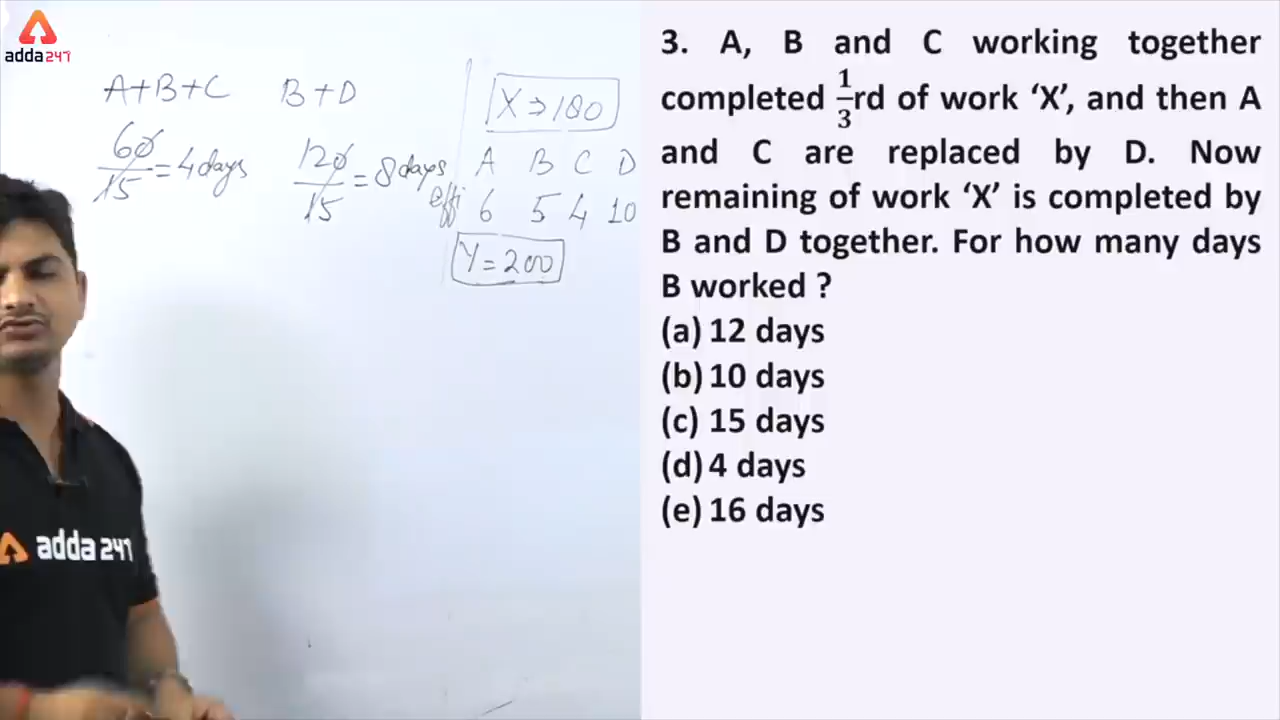 adda247
A+B+C B+D
60/15 = 4 days 120/15 = 8 days
X → 180
A B C D
effi 6 5 4 10
Y = 200
adda247
3. A, B and C working together
completed 1/3rd of work ‘X’, and then A
and C are replaced by D. Now
remaining of work ‘X’ is completed by
B and D together. For how many days
B worked ?
(a) 12 days
(b) 10 days
(c) 15 days
(d) 4 days
(e) 16 days